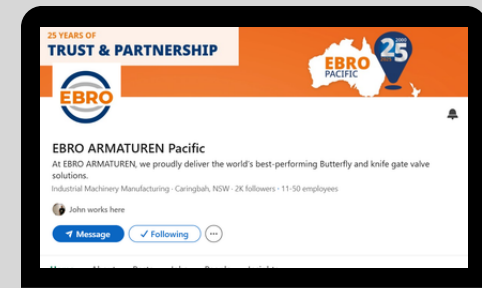 25 YEARS OF
TRUST & PARTNERSHIP
EBRO
PACIFIC
25
EBRO
EBRO ARMATUREN Pacific
At EBRO ARMATUREN, we proudly deliver the world's best-performing Butterfly and knife gate valve
solutions.
Industrial Machinery Manufacturing · Caringbah, NSW · 2K followers · 11-50 employees
John works here
Message
Following